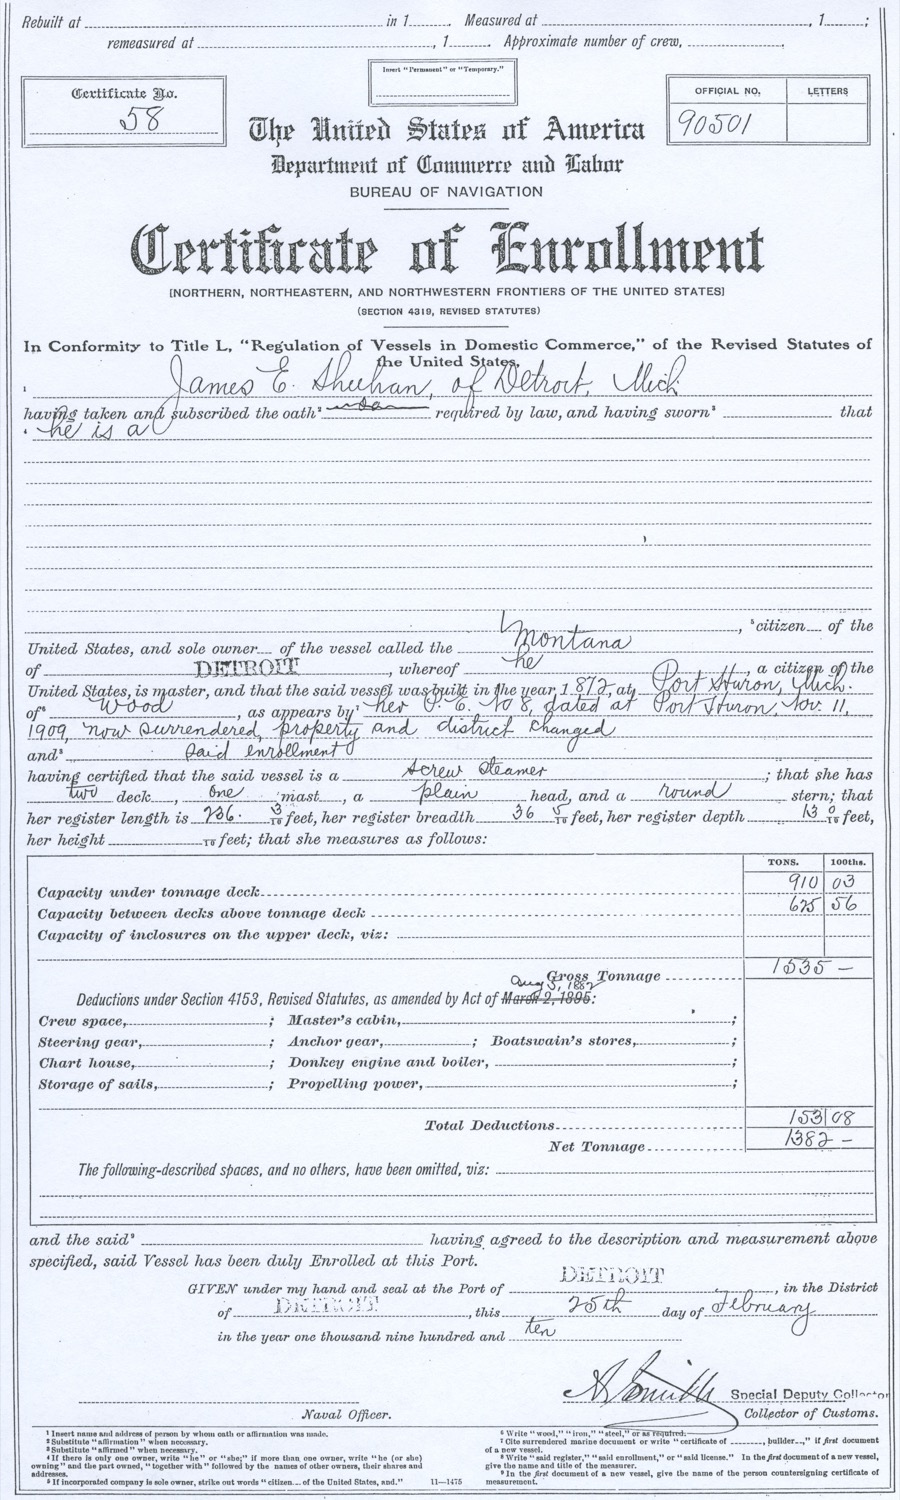 Rebuilt at in 1 . Measured at , 1 ;
remeasured at , 1 . Approximate number of crew,
Insert "Permanent" or "Temporary."
Certificate No.
58
OFFICIAL NO. LETTERS
90501
The United States of America
Department of Commerce and Labor
BUREAU OF NAVIGATION
Certificate of Enrollment
[NORTHERN, NORTHEASTERN, AND NORTHWESTERN FRONTIERS OF THE UNITED STATES]
(SECTION 4319, REVISED STATUTES)
In Conformity to Title L, "Regulation of Vessels in Domestic Commerce," of the Revised Statutes of
the United States,
1 James E. Sheehan, of Detroit, Mich
having taken and subscribed the oath2 required by law, and having sworn3 that
4 he is a
, 5citizen of the
United States, and sole owner of the vessel called the Montana
of DETROIT, whereof he, a citizen of the
United States, is master, and that the said vessel was built in the year 1872, at Port Huron, Mich.
of6 Wood, as appears by7 her P. E. No 8, dated at Port Huron, Nov. 11,
1909, now surrendered, property and district changed
and8 said enrollment
having certified that the said vessel is a Screw Steamer; that she has
two deck, one mast, a plain head, and a round stern; that
her register length is 236. 3/10 feet, her register breadth 36 5/10 feet, her register depth 13 0/10 feet,
her height /10 feet; that she measures as follows:
TONS. 100ths.
Capacity under tonnage deck 910 03
Capacity between decks above tonnage deck 625 56
Capacity of inclosures on the upper deck, viz:
Gross Tonnage 1535 —
Aug 5, 1882
Deductions under Section 4153, Revised Statutes, as amended by Act of March 2, 1895:
Crew space, ; Master's cabin, ;
Steering gear, ; Anchor gear, ; Boatswain's stores, ;
Chart house, ; Donkey engine and boiler, ;
Storage of sails, ; Propelling power, ;
Total Deductions 153 08
Net Tonnage 1382 —
The following-described spaces, and no others, have been omitted, viz:
and the said9 having agreed to the description and measurement above
specified, said Vessel has been duly Enrolled at this Port.
GIVEN under my hand and seal at the Port of DETROIT, in the District
of DETROIT, this 25th day of February
in the year one thousand nine hundred and ten
Special Deputy Collector
Naval Officer. Collector of Customs.
1 Insert name and address of person by whom oath or affirmation was made.
2 Substitute "affirmation" when necessary.
3 Substitute "affirmed" when necessary.
4 If there is only one owner, write "he" or "she;" if more than one owner, write "he (or she)
owning" and the part owned, "together with" followed by the names of other owners, their shares and
addresses.
5 If incorporated company is sole owner, strike out words "citizen of the United States, and." 11—1475
6 Write "wood," "iron," "steel," or as required.
7 Cite surrendered marine document or write "certificate of , builder ," if first document
of a new vessel.
8 Write "said register," "said enrollment," or "said license." In the first document of a new vessel,
give the name and title of the measurer.
9 In the first document of a new vessel, give the name of the person countersigning certificate of
measurement.